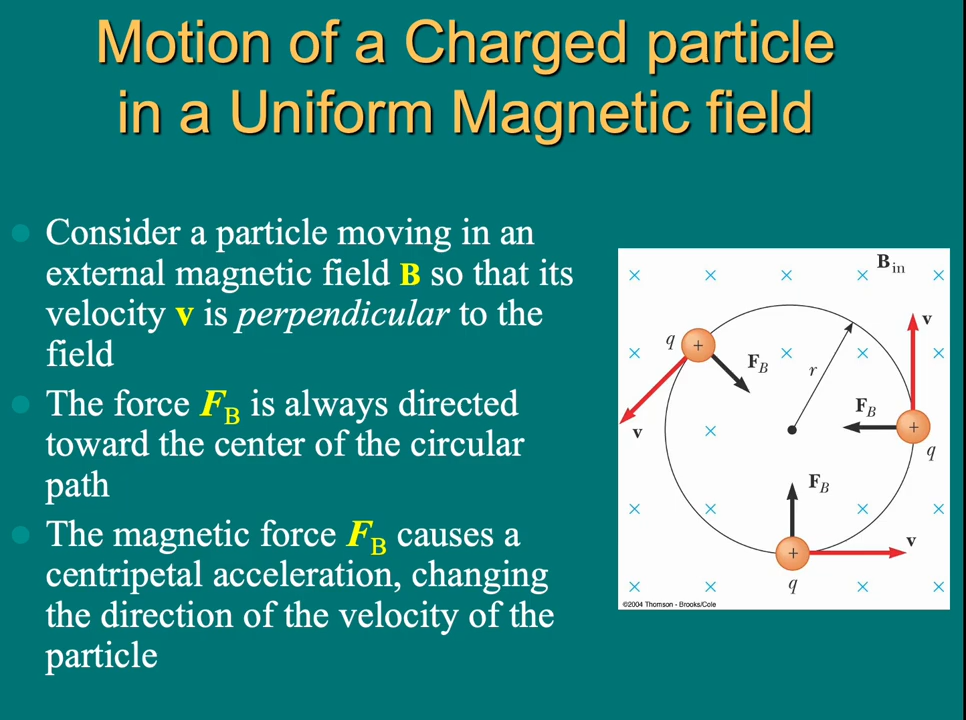 Motion of a Charged particle
in a Uniform Magnetic field
Consider a particle moving in an
external magnetic field B so that its
velocity v is perpendicular to the
field
The force FB is always directed
toward the center of the circular
path
The magnetic force FB causes a
centripetal acceleration, changing
the direction of the velocity of the
particle
Bin
v
q
+
FB
r
FB
+
v
q
FB
v
+
q
©2004 Thomson - Brooks/Cole